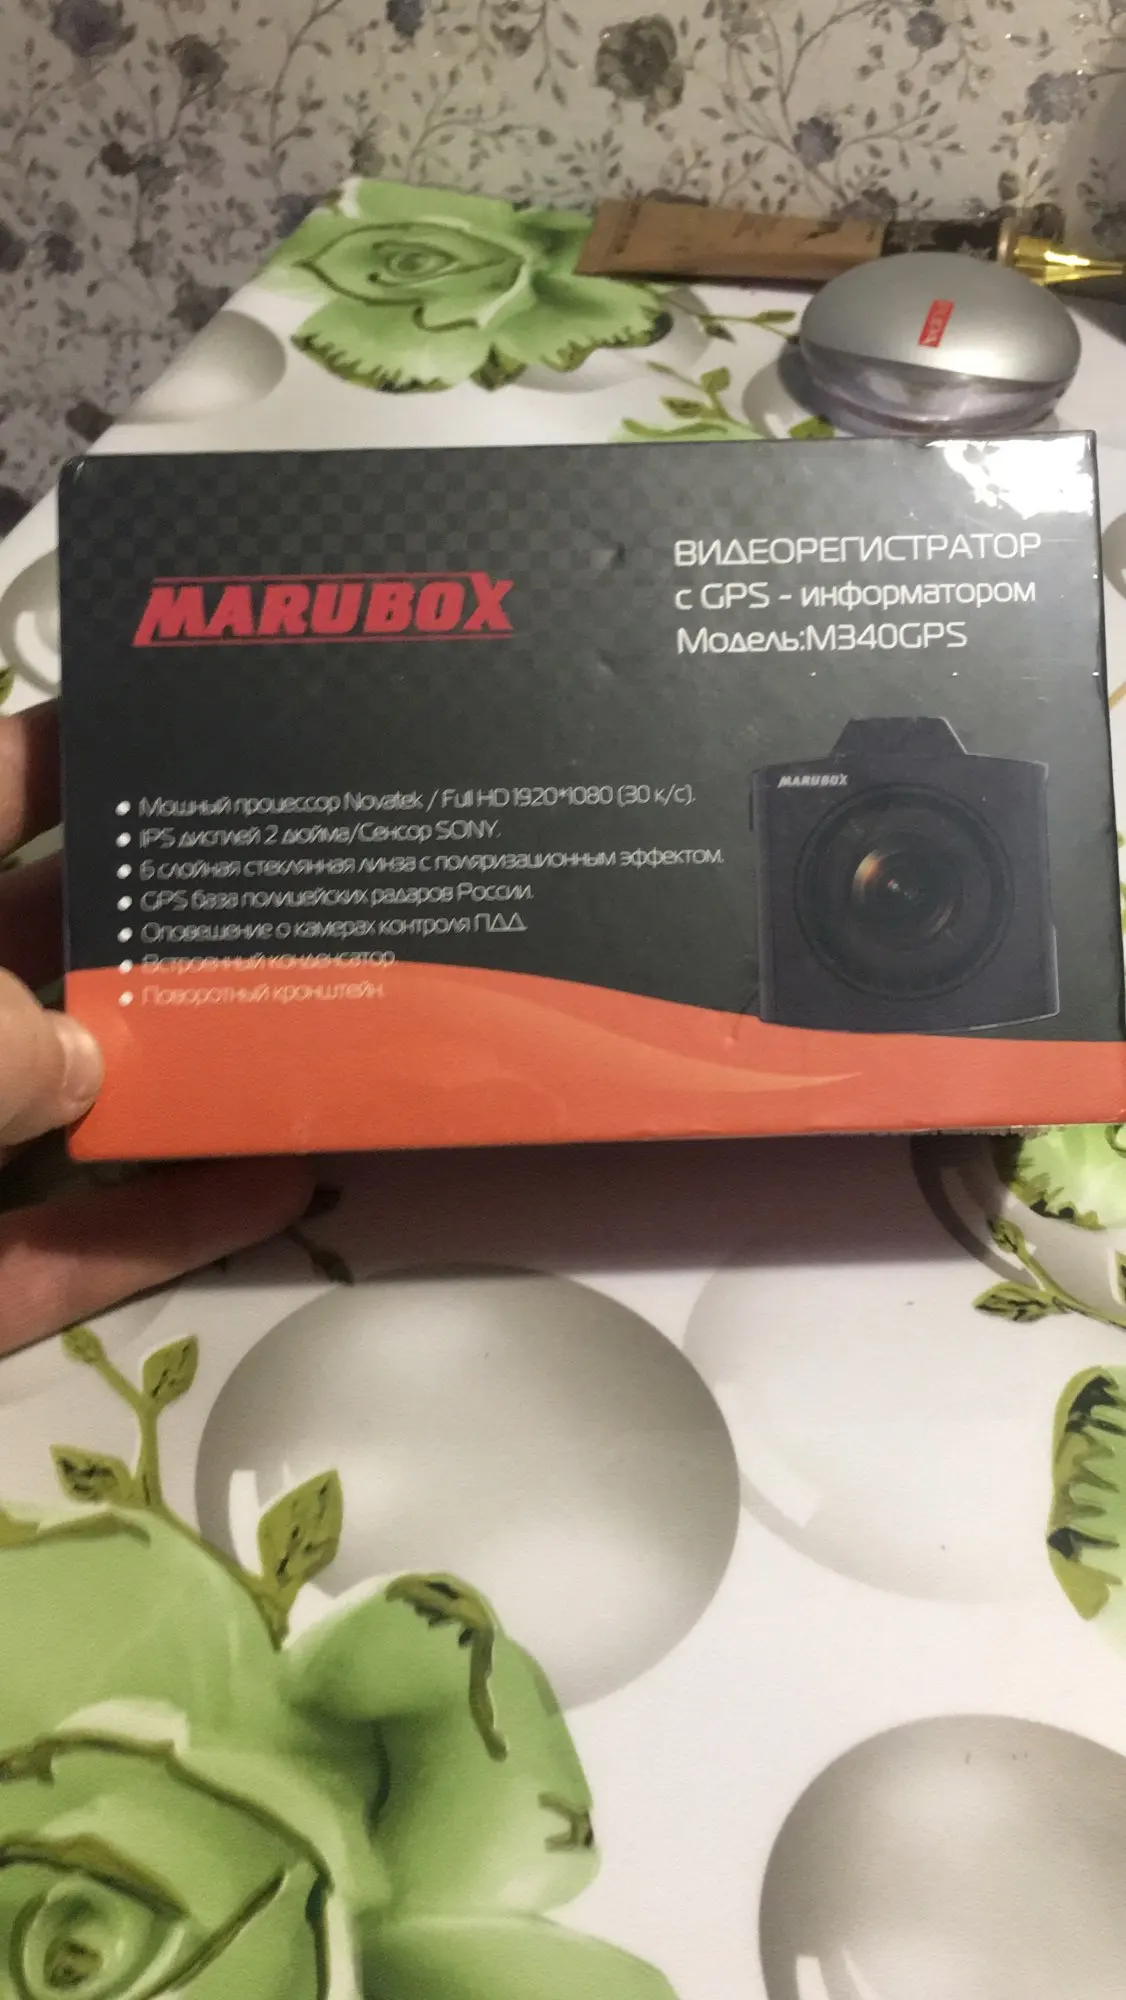 MARUBOX
ВИДЕОРЕГИСТРАТОР
с GPS - информатором
Модель:М340GPS
MARUBOX
Мощный процессор Novatek / Full HD 1920*1080 (30 к/с).
IPS дисплей 2 дюйма/Сенсор SONY.
6 слойная стеклянная линза с поляризационным эффектом.
GPS база полицейских радаров России.
Оповещение о камерах контроля ПДД.
Встроенный конденсатор.
Поворотный кронштейн.